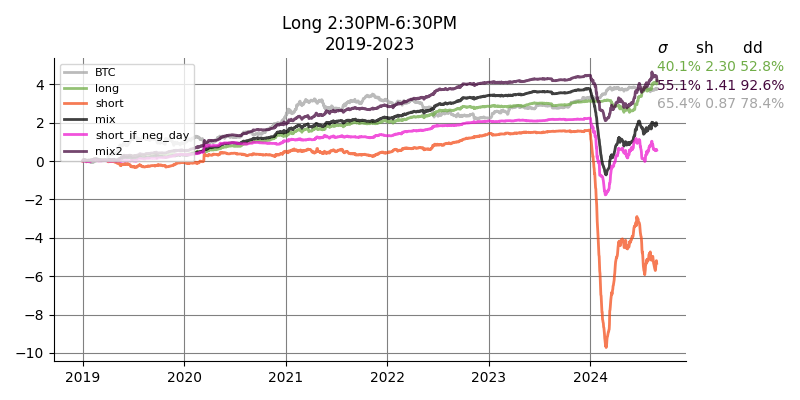 Long 2:30PM-6:30PM
2019-2023
σ sh dd
40.1% 2.30 52.8%
55.1% 1.41 92.6%
65.4% 0.87 78.4%
BTC
long
short
mix
short_if_neg_day
mix2
4
2
0
−2
−4
−6
−8
−10
2019 2020 2021 2022 2023 2024